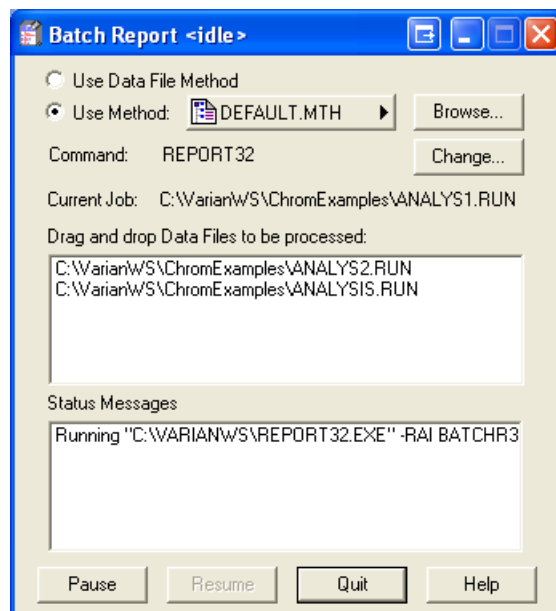 Batch Report <idle>
Use Data File Method
Use Method: DEFAULT.MTH Browse...
Command: REPORT32 Change...
Current Job: C:\VarianWS\ChromExamples\ANALYS1.RUN
Drag and drop Data Files to be processed:
C:\VarianWS\ChromExamples\ANALYS2.RUN
C:\VarianWS\ChromExamples\ANALYSIS.RUN
Status Messages
Running "C:\VARIANWS\REPORT32.EXE" -RAI BATCHR3
Pause Resume Quit Help